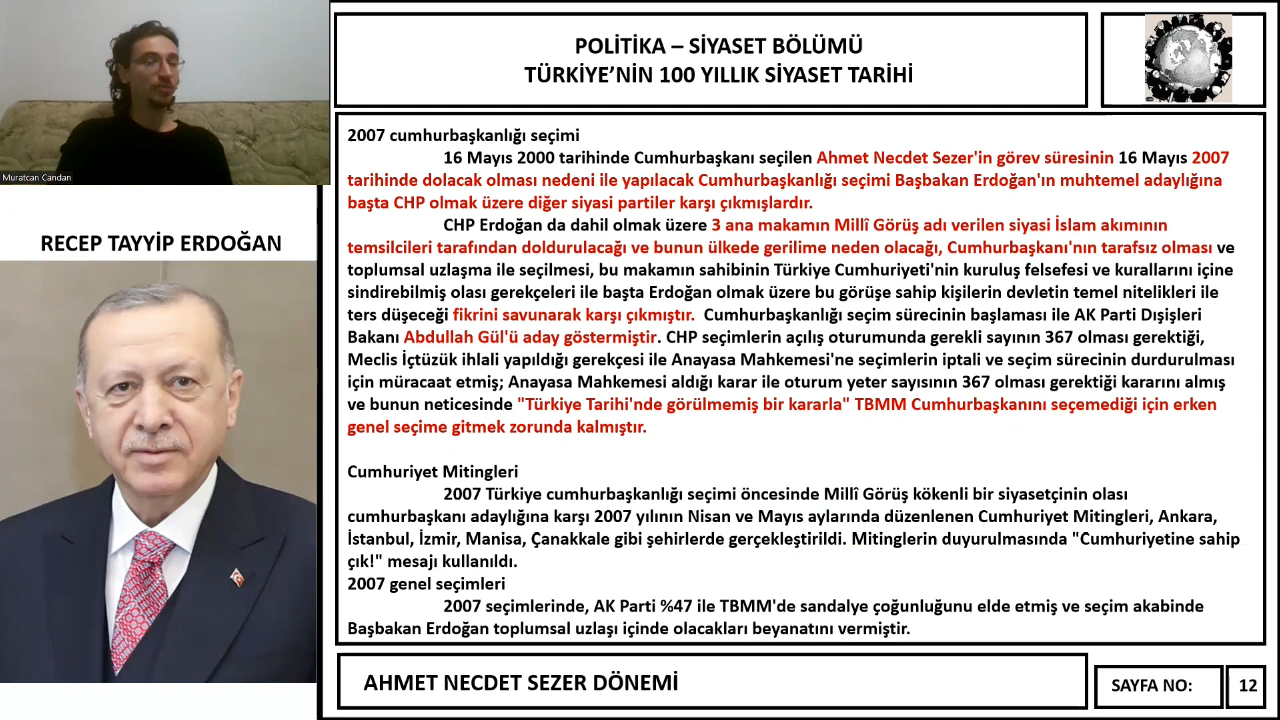 Muratcan Candan
RECEP TAYYİP ERDOĞAN
POLİTİKA – SİYASET BÖLÜMÜ
TÜRKİYE’NİN 100 YILLIK SİYASET TARİHİ
2007 cumhurbaşkanlığı seçimi
16 Mayıs 2000 tarihinde Cumhurbaşkanı seçilen Ahmet Necdet Sezer'in görev süresinin 16 Mayıs 2007
tarihinde dolacak olması nedeni ile yapılacak Cumhurbaşkanlığı seçimi Başbakan Erdoğan'ın muhtemel adaylığına
başta CHP olmak üzere diğer siyasi partiler karşı çıkmışlardır.
CHP Erdoğan da dahil olmak üzere 3 ana makamın Millî Görüş adı verilen siyasi İslam akımının
temsilcileri tarafından doldurulacağı ve bunun ülkede gerilime neden olacağı, Cumhurbaşkanı'nın tarafsız olması ve
toplumsal uzlaşma ile seçilmesi, bu makamın sahibinin Türkiye Cumhuriyeti'nin kuruluş felsefesi ve kurallarını içine
sindirebilmiş olası gerekçeleri ile başta Erdoğan olmak üzere bu görüşe sahip kişilerin devletin temel nitelikleri ile
ters düşeceği fikrini savunarak karşı çıkmıştır. Cumhurbaşkanlığı seçim sürecinin başlaması ile AK Parti Dışişleri
Bakanı Abdullah Gül'ü aday göstermiştir. CHP seçimlerin açılış oturumunda gerekli sayının 367 olması gerektiği,
Meclis İçtüzük ihlali yapıldığı gerekçesi ile Anayasa Mahkemesi'ne seçimlerin iptali ve seçim sürecinin durdurulması
için müracaat etmiş; Anayasa Mahkemesi aldığı karar ile oturum yeter sayısının 367 olması gerektiği kararını almış
ve bunun neticesinde "Türkiye Tarihi'nde görülmemiş bir kararla" TBMM Cumhurbaşkanını seçemediği için erken
genel seçime gitmek zorunda kalmıştır.
Cumhuriyet Mitingleri
2007 Türkiye cumhurbaşkanlığı seçimi öncesinde Millî Görüş kökenli bir siyasetçinin olası
cumhurbaşkanı adaylığına karşı 2007 yılının Nisan ve Mayıs aylarında düzenlenen Cumhuriyet Mitingleri, Ankara,
İstanbul, İzmir, Manisa, Çanakkale gibi şehirlerde gerçekleştirildi. Mitinglerin duyurulmasında "Cumhuriyetine sahip
çık!" mesajı kullanıldı.
2007 genel seçimleri
2007 seçimlerinde, AK Parti %47 ile TBMM'de sandalye çoğunluğunu elde etmiş ve seçim akabinde
Başbakan Erdoğan toplumsal uzlaşı içinde olacakları beyanatını vermiştir.
AHMET NECDET SEZER DÖNEMİ
SAYFA NO:
12